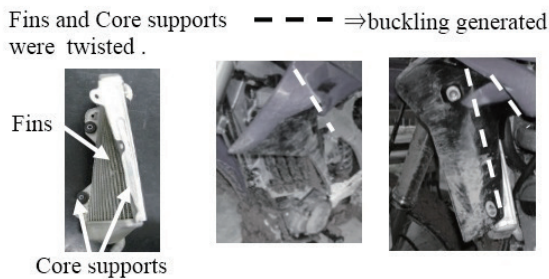 Fins and Core supports
were twisted .
⇒buckling generated
Fins
Core supports